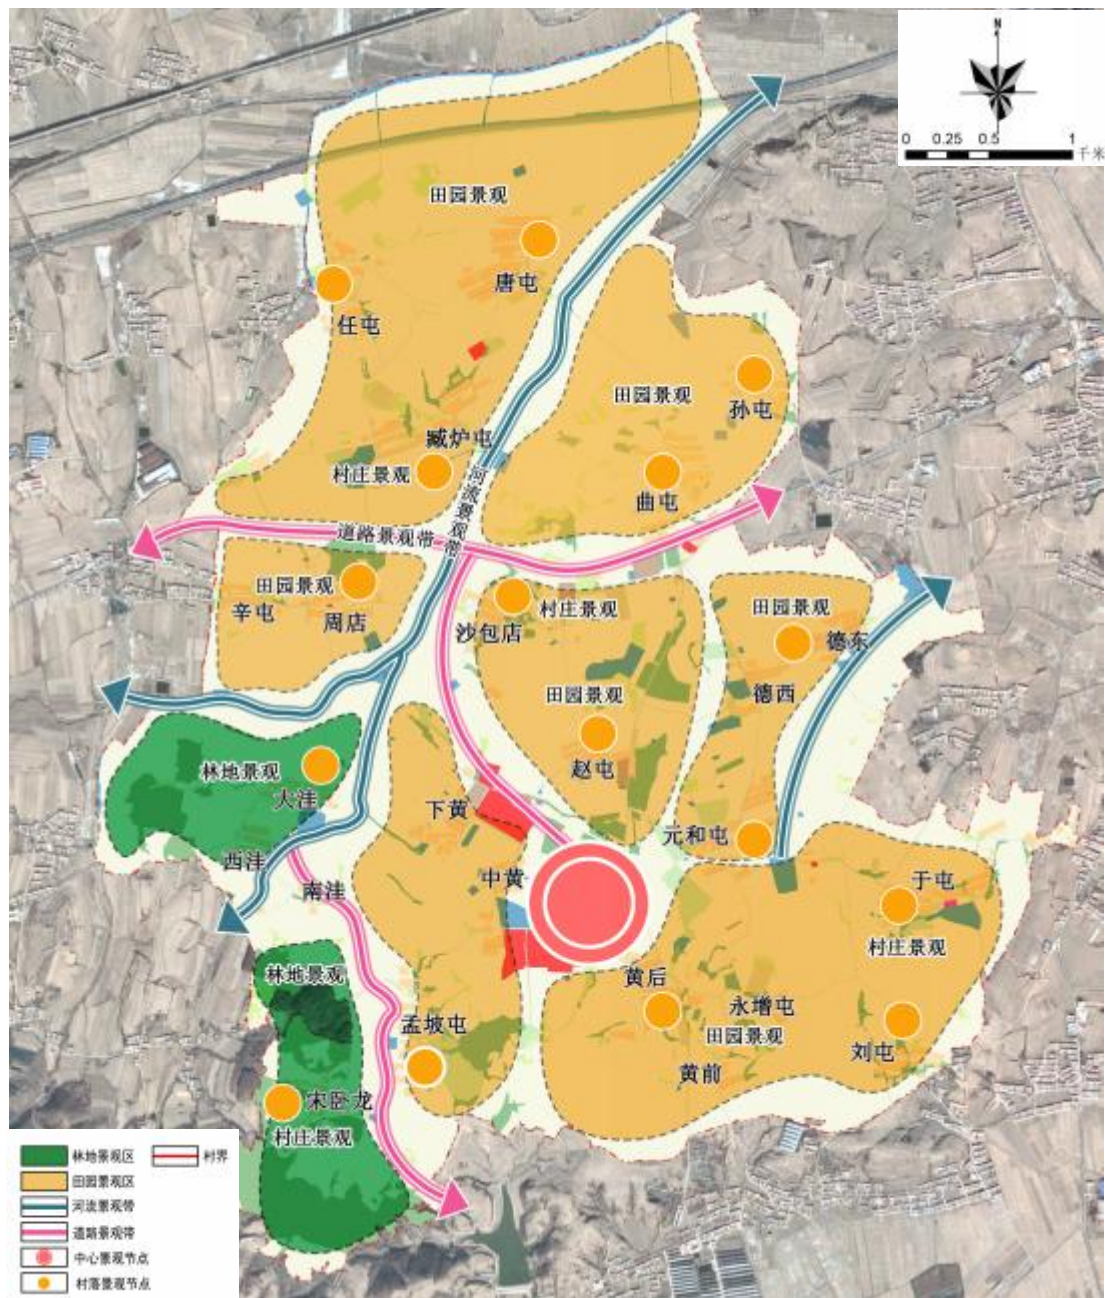 N
0 0.25 0.5 1
千米
田园景观
唐屯
任屯
田园景观
孙屯
臧炉屯
村庄景观
曲屯
河流景观带
道路景观带
田园景观
辛屯
周店
沙包店
村庄景观
田园景观
德东
德西
田园景观
赵屯
林地景观
大洼
下黄
元和屯
西洼
南洼
中黄
于屯
村庄景观
林地景观
黄后
永增屯
田园景观
孟坡屯
刘屯
黄前
宋卧龙
村庄景观
林地景观区 村界
田园景观区
河流景观带
道路景观带
中心景观节点
村落景观节点